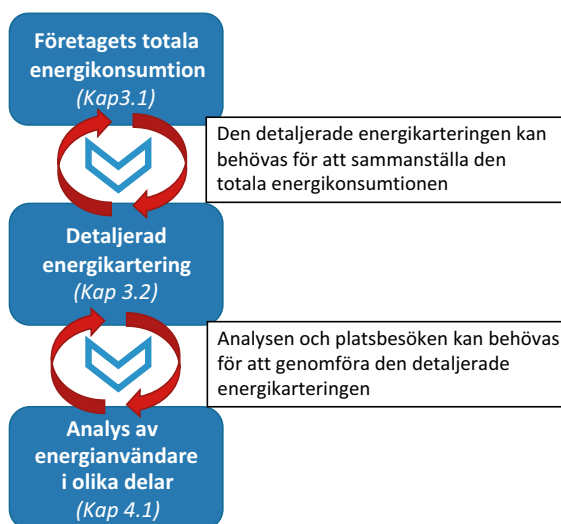 Företagets totala
energikonsumtion
(Kap3.1)
Den detaljerade energikarteringen kan
behövas för att sammanställa den
totala energikonsumtionen
Detaljerad
energikartering
(Kap 3.2)
Analysen och platsbesöken kan behövas
för att genomföra den detaljerade
energikarteringen
Analys av
energianvändare
i olika delar
(Kap 4.1)